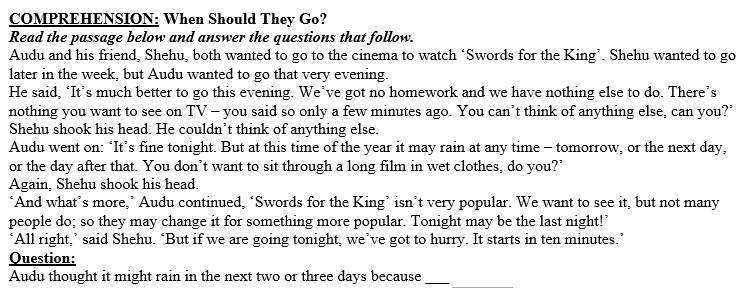 COMPREHENSION: When Should They Go?
Read the passage below and answer the questions that follow.
Audu and his friend, Shehu, both wanted to go to the cinema to watch ‘Swords for the King’. Shehu wanted to go
later in the week, but Audu wanted to go that very evening.
He said, ‘It’s much better to go this evening. We’ve got no homework and we have nothing else to do. There’s
nothing you want to see on TV – you said so only a few minutes ago. You can’t think of anything else, can you?’
Shehu shook his head. He couldn’t think of anything else.
Audu went on: ‘It’s fine tonight. But at this time of the year it may rain at any time – tomorrow, or the next day,
or the day after that. You don’t want to sit through a long film in wet clothes, do you?’
Again, Shehu shook his head.
‘And what’s more,’ Audu continued, ‘Swords for the King’ isn’t very popular. We want to see it, but not many
people do; so they may change it for something more popular. Tonight may be the last night!’
‘All right,’ said Shehu. ‘But if we are going tonight, we’ve got to hurry. It starts in ten minutes.’
Question:
Audu thought it might rain in the next two or three days because ___ ________